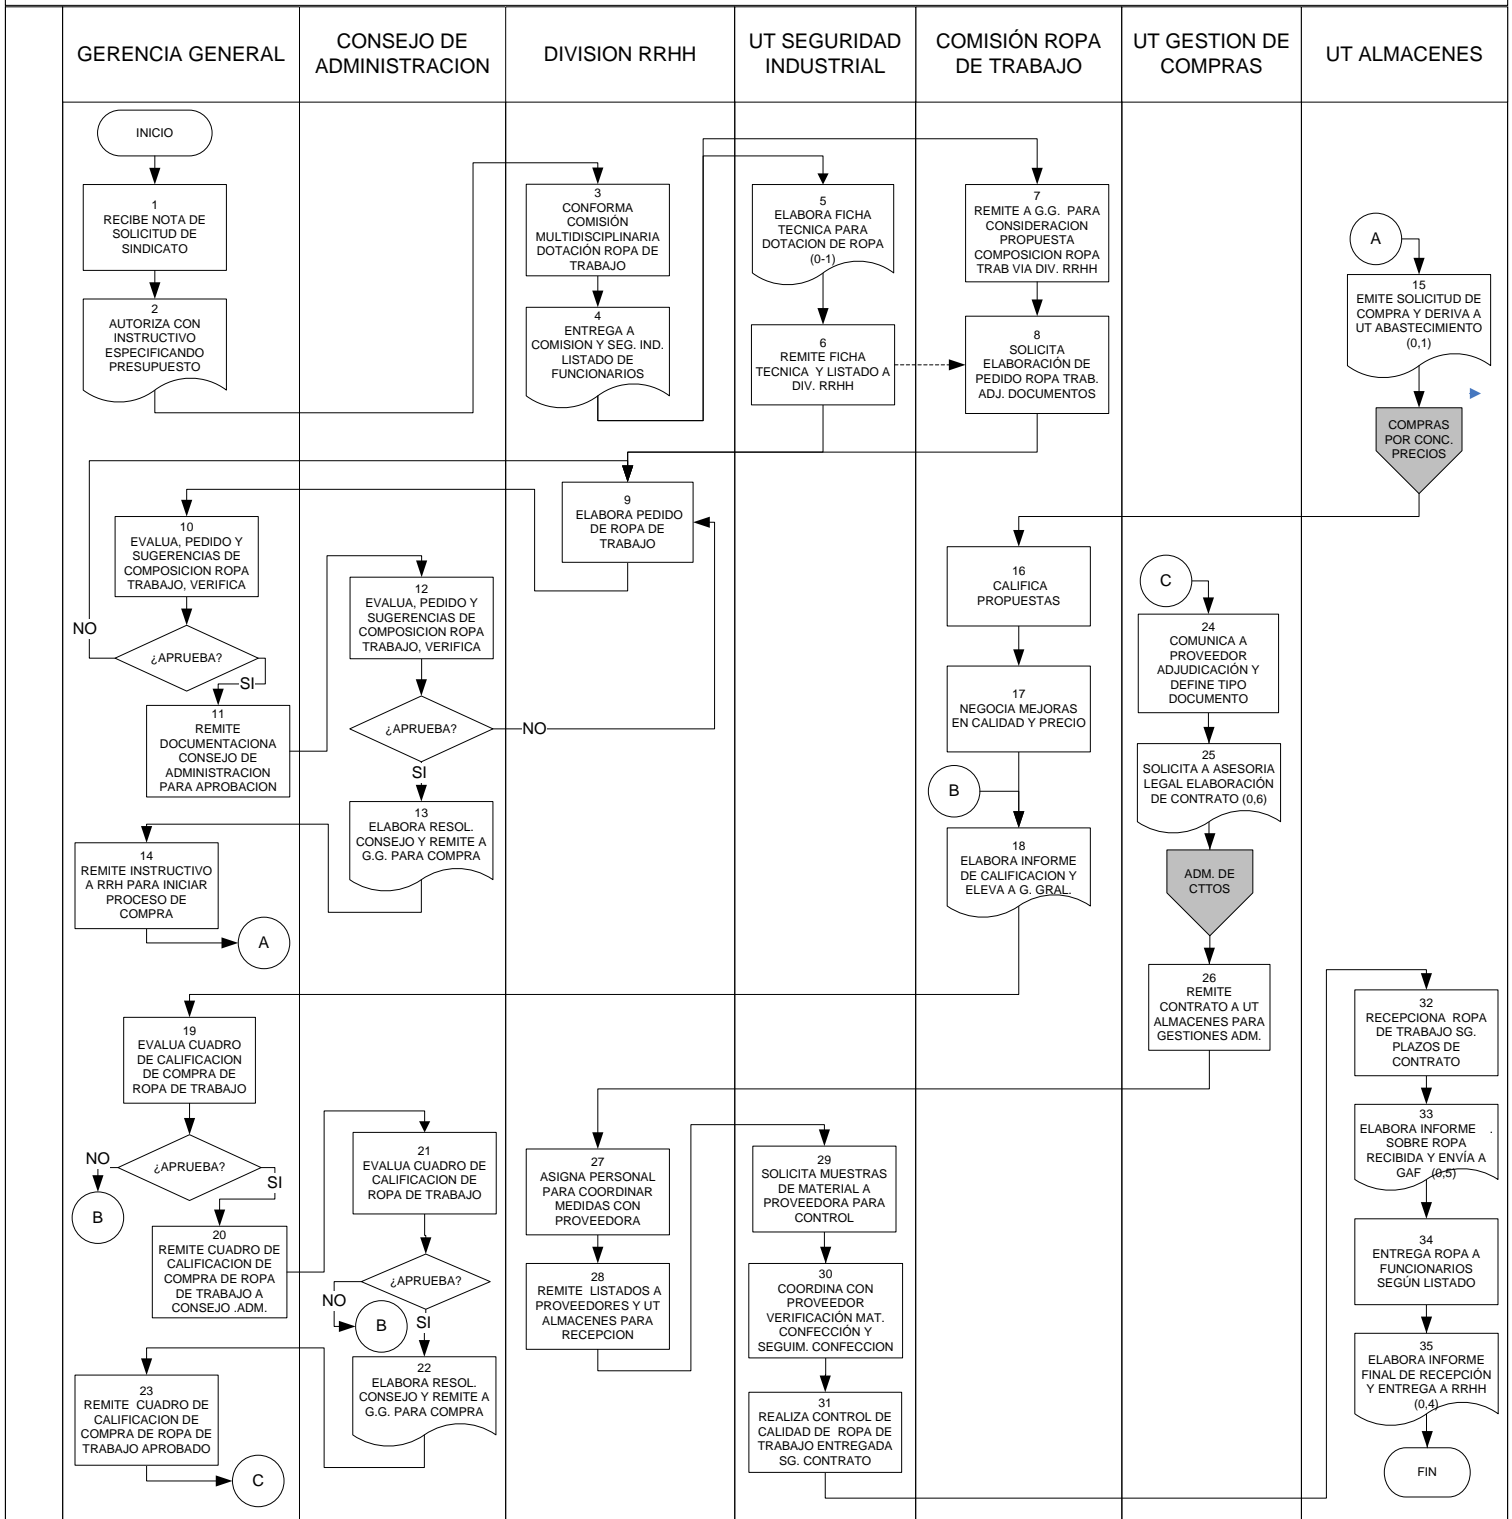 GERENCIA GENERAL
CONSEJO DE
ADMINISTRACION
DIVISION RRHH
UT SEGURIDAD
INDUSTRIAL
COMISIÓN ROPA
DE TRABAJO
UT GESTION DE
COMPRAS
UT ALMACENES
INICIO
1
RECIBE NOTA DE
SOLICITUD DE
SINDICATO
2
AUTORIZA CON
INSTRUCTIVO
ESPECIFICANDO
PRESUPUESTO
3
CONFORMA
COMISIÓN
MULTIDISCIPLINARIA
DOTACIÓN ROPA DE
TRABAJO
4
ENTREGA A
COMISION Y SEG. IND.
LISTADO DE
FUNCIONARIOS
5
ELABORA FICHA
TECNICA PARA
DOTACION DE ROPA
(0-1)
6
REMITE FICHA
TECNICA Y LISTADO A
DIV. RRHH
7
REMITE A G.G. PARA
CONSIDERACION
PROPUESTA
COMPOSICION ROPA
TRAB VIA DIV. RRHH
8
SOLICITA
ELABORACIÓN DE
PEDIDO ROPA TRAB.
ADJ. DOCUMENTOS
A
15
EMITE SOLICITUD DE
COMPRA Y DERIVA A
UT ABASTECIMIENTO
(0,1)
COMPRAS
POR CONC.
PRECIOS
9
ELABORA PEDIDO
DE ROPA DE
TRABAJO
10
EVALUA, PEDIDO Y
SUGERENCIAS DE
COMPOSICION ROPA
TRABAJO, VERIFICA
NO
¿APRUEBA?
SI
11
REMITE
DOCUMENTACIONA
CONSEJO DE
ADMINISTRACION
PARA APROBACION
12
EVALUA, PEDIDO Y
SUGERENCIAS DE
COMPOSICION ROPA
TRABAJO, VERIFICA
¿APRUEBA?
NO
SI
13
ELABORA RESOL.
CONSEJO Y REMITE A
G.G. PARA COMPRA
14
REMITE INSTRUCTIVO
A RRH PARA INICIAR
PROCESO DE
COMPRA
A
16
CALIFICA
PROPUESTAS
17
NEGOCIA MEJORAS
EN CALIDAD Y PRECIO
B
18
ELABORA INFORME
DE CALIFICACION Y
ELEVA A G. GRAL.
C
24
COMUNICA A
PROVEEDOR
ADJUDICACIÓN Y
DEFINE TIPO
DOCUMENTO
25
SOLICITA A ASESORIA
LEGAL ELABORACIÓN
DE CONTRATO (0,6)
ADM. DE
CTTOS
26
REMITE
CONTRATO A UT
ALMACENES PARA
GESTIONES ADM.
19
EVALUA CUADRO
DE CALIFICACION
DE COMPRA DE
ROPA DE TRABAJO
NO
¿APRUEBA?
SI
B
20
REMITE CUADRO DE
CALIFICACION DE
COMPRA DE ROPA
DE TRABAJO A
CONSEJO .ADM.
21
EVALUA CUADRO DE
CALIFICACION DE
ROPA DE TRABAJO
¿APRUEBA?
NO
B
SI
22
ELABORA RESOL.
CONSEJO Y REMITE A
G.G. PARA COMPRA
23
REMITE CUADRO DE
CALIFICACION DE
COMPRA DE ROPA DE
TRABAJO APROBADO
C
27
ASIGNA PERSONAL
PARA COORDINAR
MEDIDAS CON
PROVEEDORA
28
REMITE LISTADOS A
PROVEEDORES Y UT
ALMACENES PARA
RECEPCION
29
SOLICITA MUESTRAS
DE MATERIAL A
PROVEEDORA PARA
CONTROL
30
COORDINA CON
PROVEEDOR
VERIFICACIÓN MAT.
CONFECCIÓN Y
SEGUIM. CONFECCION
31
REALIZA CONTROL DE
CALIDAD DE ROPA DE
TRABAJO ENTREGADA
SG. CONTRATO
32
RECEPCIONA ROPA
DE TRABAJO SG.
PLAZOS DE
CONTRATO
33
ELABORA INFORME .
SOBRE ROPA
RECIBIDA Y ENVÍA A
GAF (0,5)
34
ENTREGA ROPA A
FUNCIONARIOS
SEGÚN LISTADO
35
ELABORA INFORME
FINAL DE RECEPCIÓN
Y ENTREGA A RRHH
(0,4)
FIN